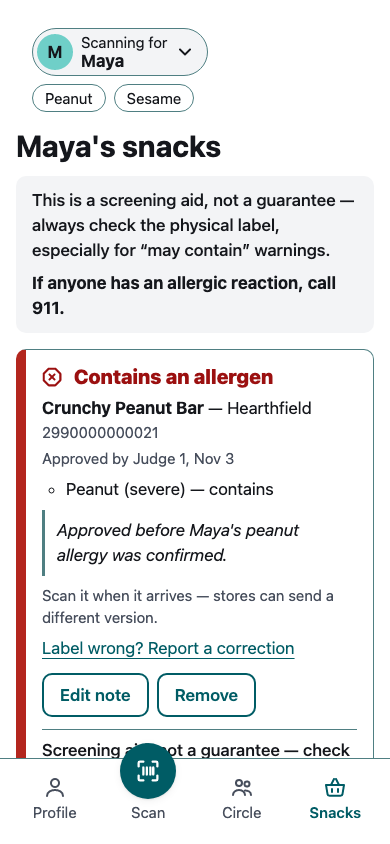 M
Scanning for
Maya
Peanut
Sesame
Maya's snacks
This is a screening aid, not a guarantee —
always check the physical label,
especially for “may contain” warnings.
If anyone has an allergic reaction, call
911.
Contains an allergen
Crunchy Peanut Bar — Hearthfield
2990000000021
Approved by Judge 1, Nov 3
Peanut (severe) — contains
Approved before Maya's peanut
allergy was confirmed.
Scan it when it arrives — stores can send a
different version.
Label wrong? Report a correction
Edit note
Remove
Screening not a guarantee — check
Profile
Scan
Circle
Snacks